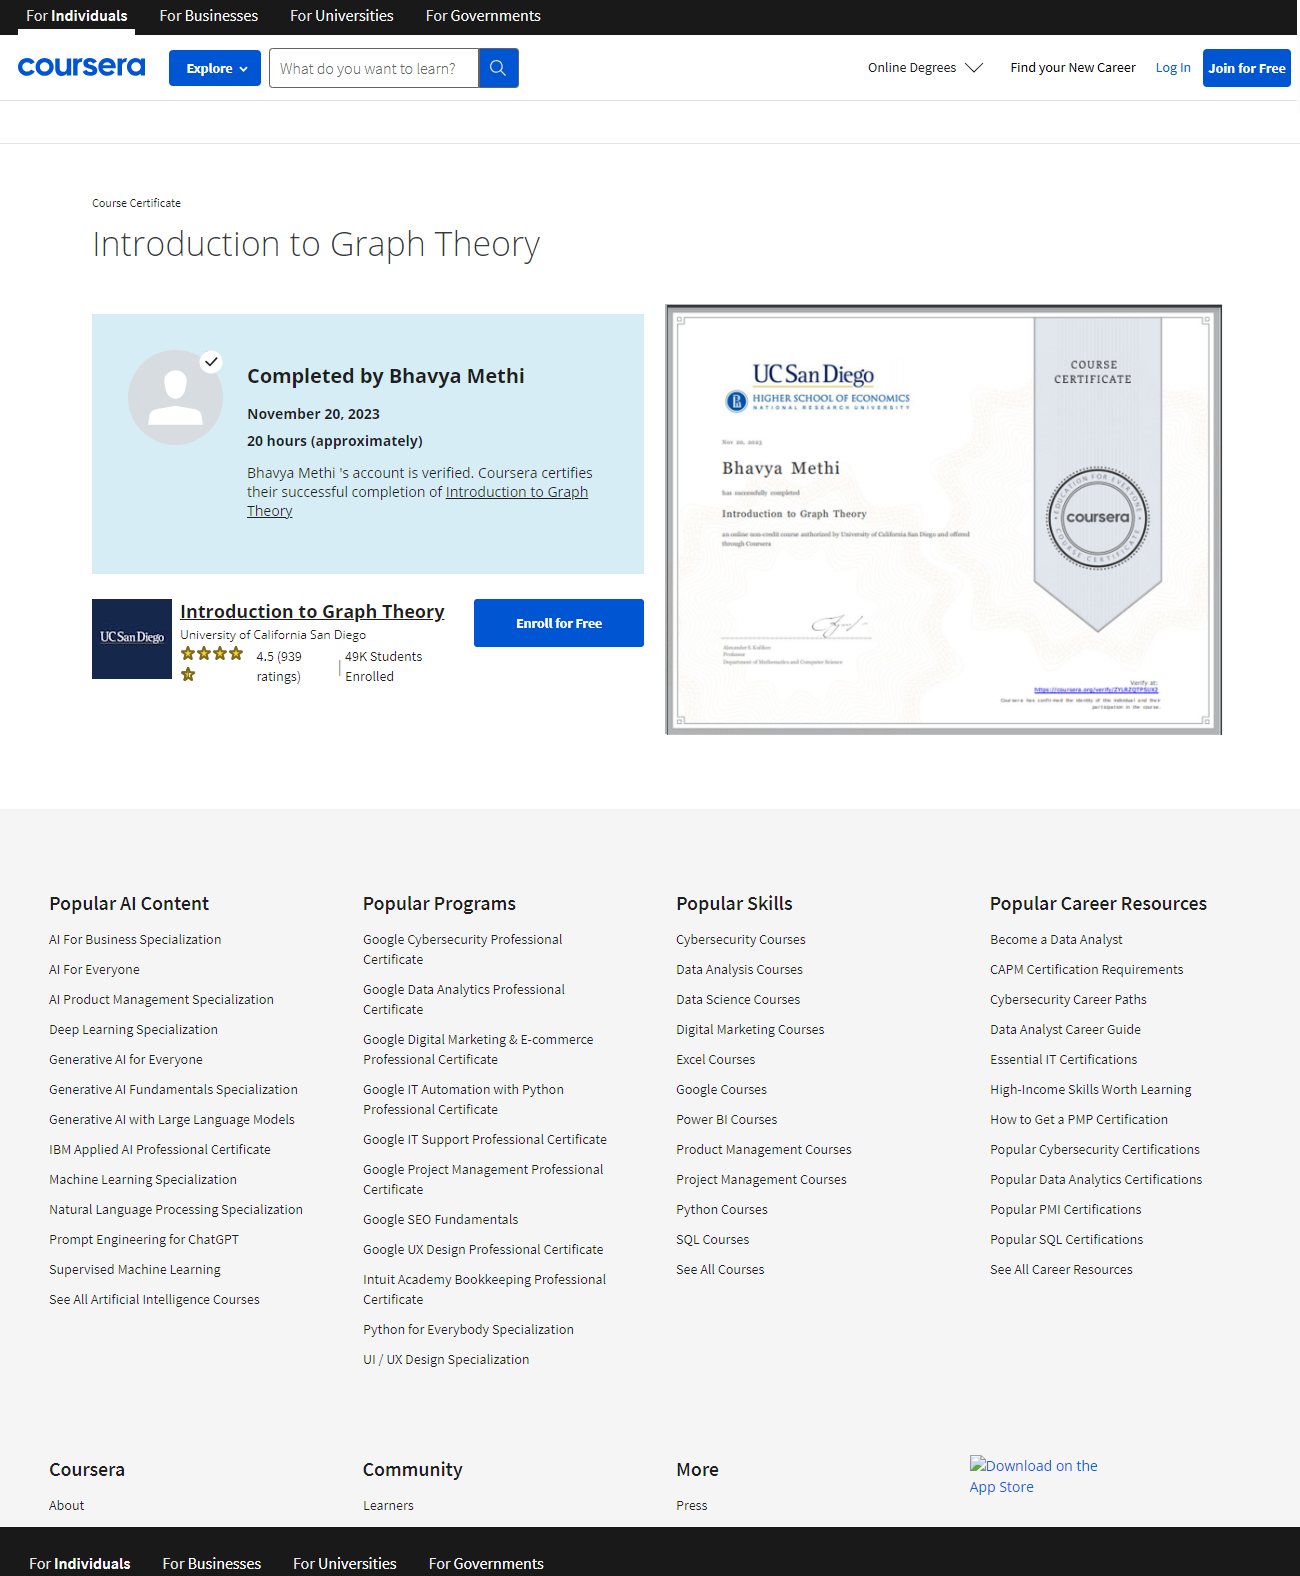 For Individuals For Businesses For Universities For Governments
coursera Explore What do you want to learn? Online Degrees Find your New Career Log In Join for Free
Course Certificate
Introduction to Graph Theory
Completed by Bhavya Methi
November 20, 2023
20 hours (approximately)
Bhavya Methi 's account is verified. Coursera certifies
their successful completion of Introduction to Graph
Theory
UC San Diego
Introduction to Graph Theory
University of California San Diego
4.5 (939
ratings)
49K Students
Enrolled
Enroll for Free
UC San Diego
HIGHER SCHOOL OF ECONOMICS
NATIONAL RESEARCH UNIVERSITY
Nov 20, 2023
Bhavya Methi
has successfully completed
Introduction to Graph Theory
an online non-credit course authorized by University of California San Diego and offered
through Coursera
Alexander S. Kulikov
Professor
Department of Mathematics and Computer Science
COURSE
CERTIFICATE
EDUCATION FOR EVERYONE
coursera
COURSE CERTIFICATE
Verify at:
https://coursera.org/verify/ZYLRZQTPSUX2
Coursera has confirmed the identity of this individual and their
participation in the course.
Popular AI Content
AI For Business Specialization
AI For Everyone
AI Product Management Specialization
Deep Learning Specialization
Generative AI for Everyone
Generative AI Fundamentals Specialization
Generative AI with Large Language Models
IBM Applied AI Professional Certificate
Machine Learning Specialization
Natural Language Processing Specialization
Prompt Engineering for ChatGPT
Supervised Machine Learning
See All Artificial Intelligence Courses
Popular Programs
Google Cybersecurity Professional
Certificate
Google Data Analytics Professional
Certificate
Google Digital Marketing & E-commerce
Professional Certificate
Google IT Automation with Python
Professional Certificate
Google IT Support Professional Certificate
Google Project Management Professional
Certificate
Google SEO Fundamentals
Google UX Design Professional Certificate
Intuit Academy Bookkeeping Professional
Certificate
Python for Everybody Specialization
UI / UX Design Specialization
Popular Skills
Cybersecurity Courses
Data Analysis Courses
Data Science Courses
Digital Marketing Courses
Excel Courses
Google Courses
Power BI Courses
Product Management Courses
Project Management Courses
Python Courses
SQL Courses
See All Courses
Popular Career Resources
Become a Data Analyst
CAPM Certification Requirements
Cybersecurity Career Paths
Data Analyst Career Guide
Essential IT Certifications
High-Income Skills Worth Learning
How to Get a PMP Certification
Popular Cybersecurity Certifications
Popular Data Analytics Certifications
Popular PMI Certifications
Popular SQL Certifications
See All Career Resources
Coursera
About
Community
Learners
More
Press
Download on the
App Store
For Individuals For Businesses For Universities For Governments